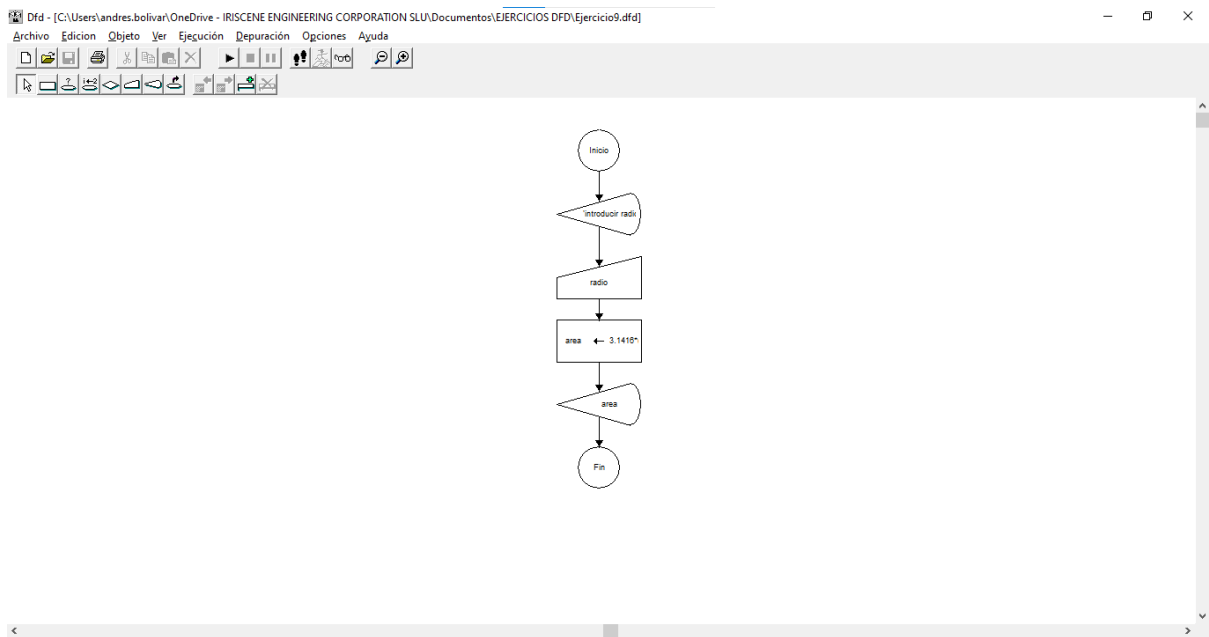 Dfd - [C:\Users\andres.bolivar\OneDrive - IRISCENE ENGINEERING CORPORATION SLU\Documentos\EJERCICIOS DFD\Ejercicio9.dfd]
Archivo Edicion Objeto Ver Ejecución Depuración Opciones Ayuda
Inicio
'introducir radio
radio
area ← 3.1416*
area
Fin